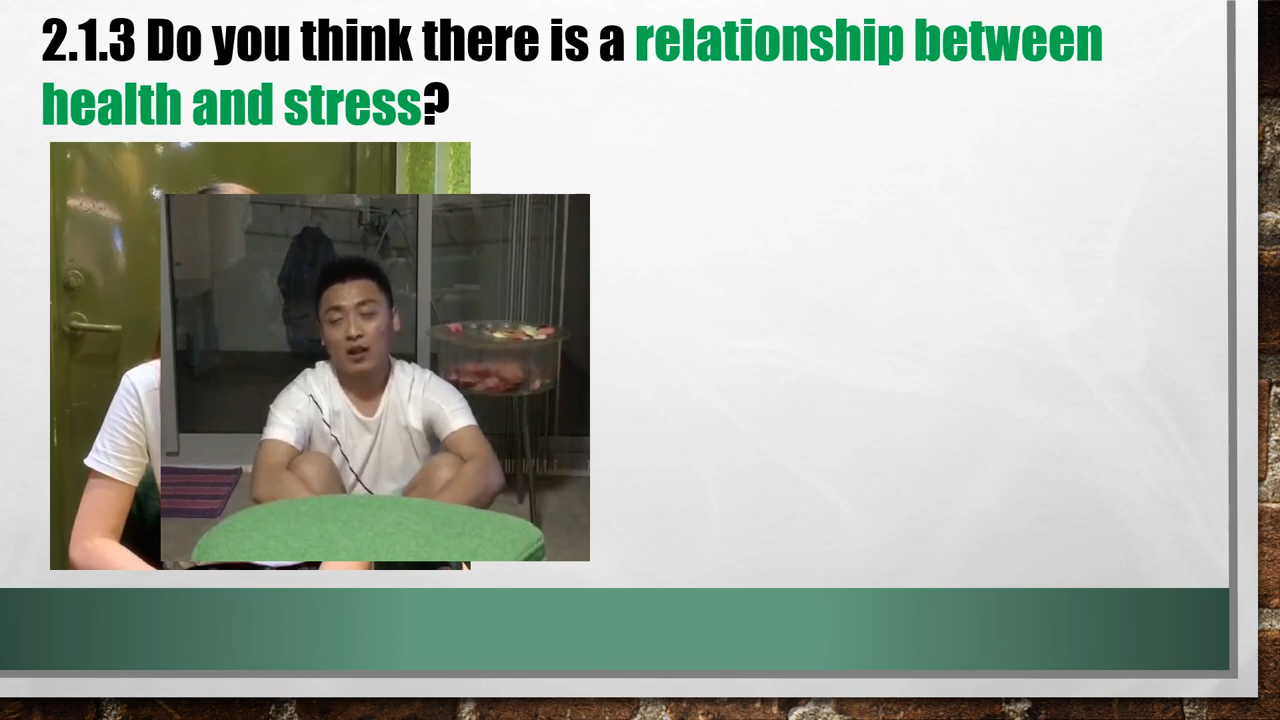 2.1.3 Do you think there is a relationship between
health and stress?